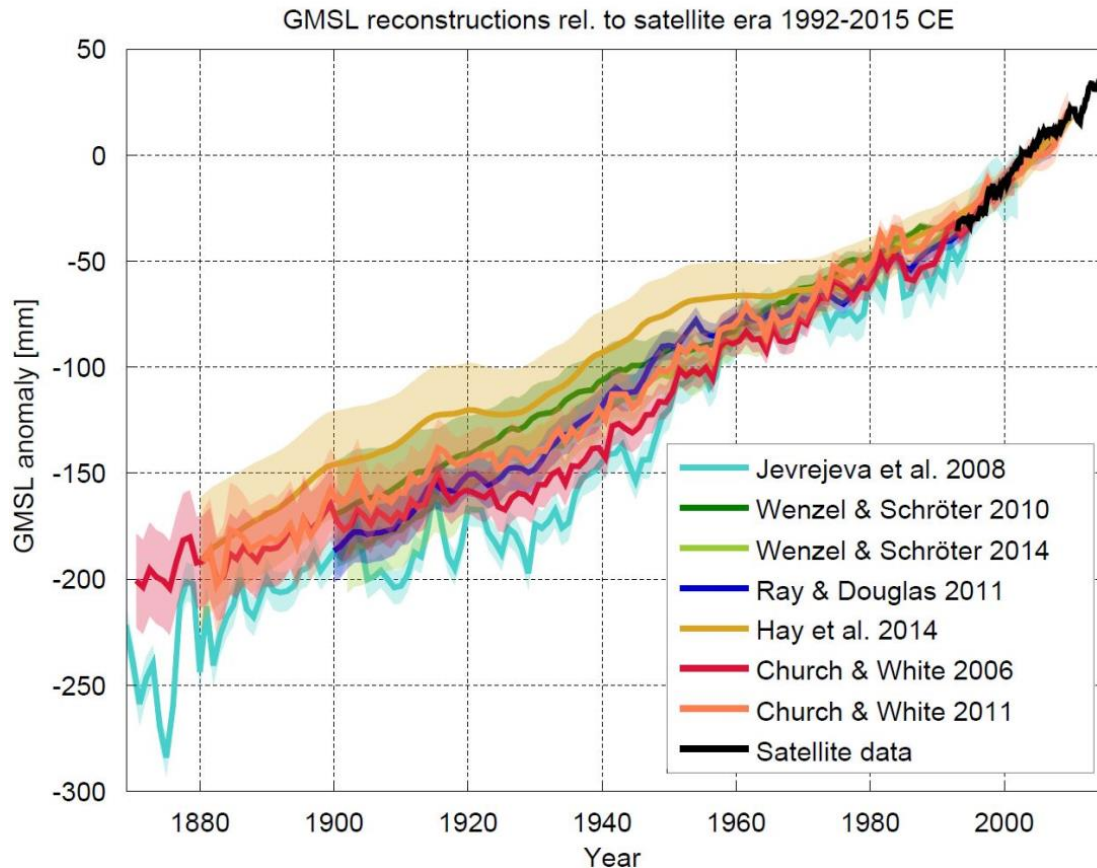 GMSL reconstructions rel. to satellite era 1992-2015 CE
50
0
-50
-100
-150
-200
-250
-300
GMSL anomaly [mm]
Jevrejeva et al. 2008
Wenzel & Schröter 2010
Wenzel & Schröter 2014
Ray & Douglas 2011
Hay et al. 2014
Church & White 2006
Church & White 2011
Satellite data
1880 1900 1920 1940 1960 1980 2000
Year